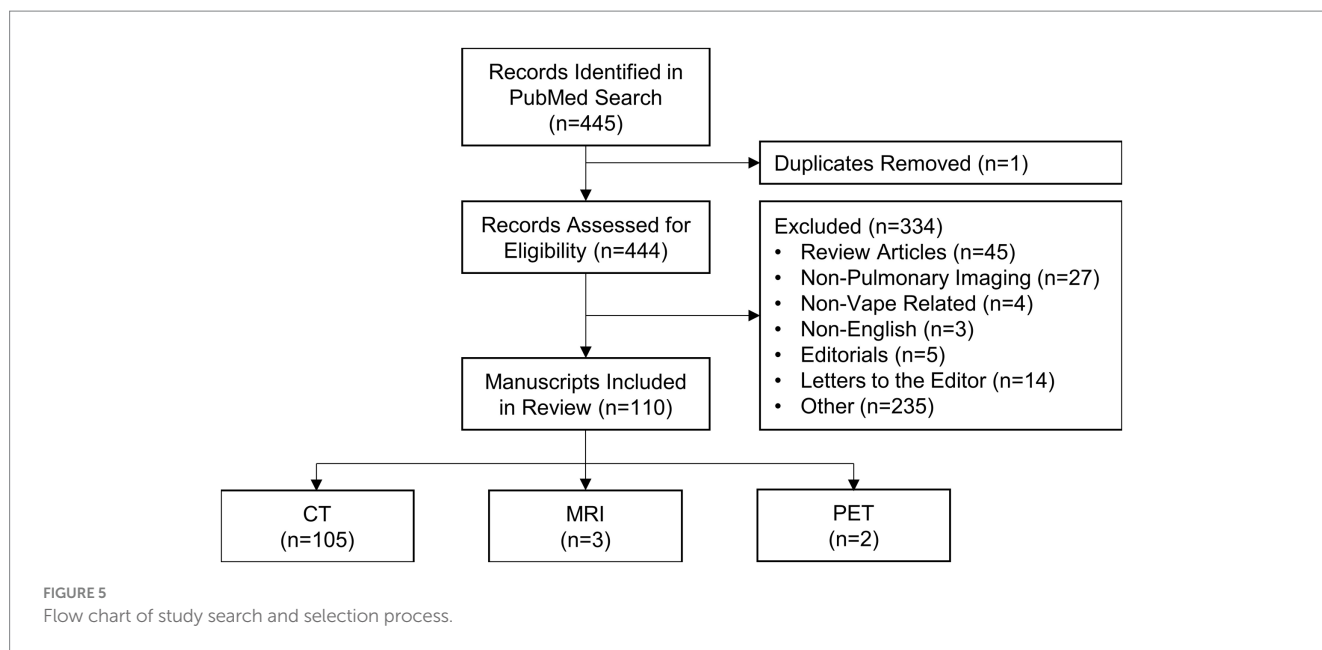 Records Identified in
PubMed Search
(n=445)
Duplicates Removed (n=1)
Records Assessed for
Eligibility (n=444)
Excluded (n=334)
• Review Articles (n=45)
• Non-Pulmonary Imaging (n=27)
• Non-Vape Related (n=4)
• Non-English (n=3)
• Editorials (n=5)
• Letters to the Editor (n=14)
• Other (n=235)
Manuscripts Included
in Review (n=110)
CT
(n=105)
MRI
(n=3)
PET
(n=2)
FIGURE 5
Flow chart of study search and selection process.